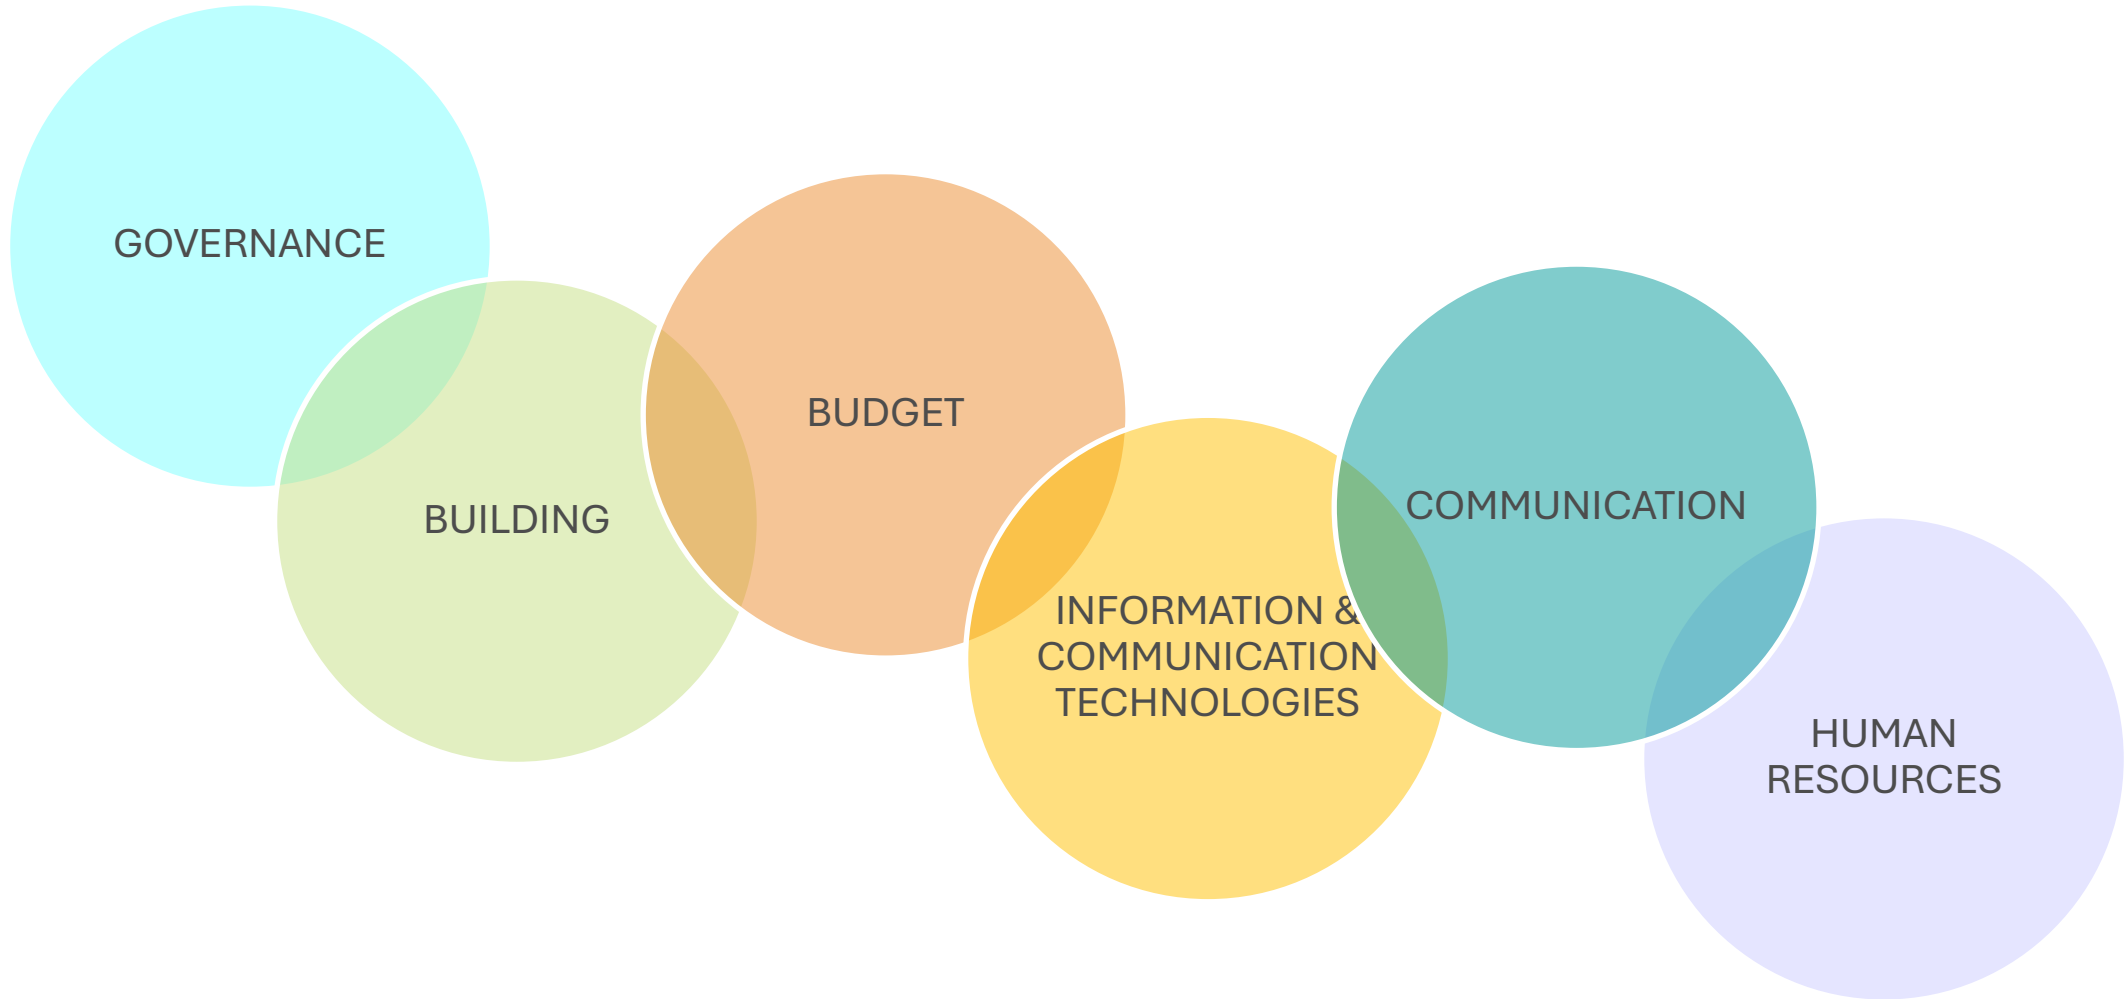 GOVERNANCE
BUILDING
BUDGET
INFORMATION &
COMMUNICATION
TECHNOLOGIES
COMMUNICATION
HUMAN
RESOURCES